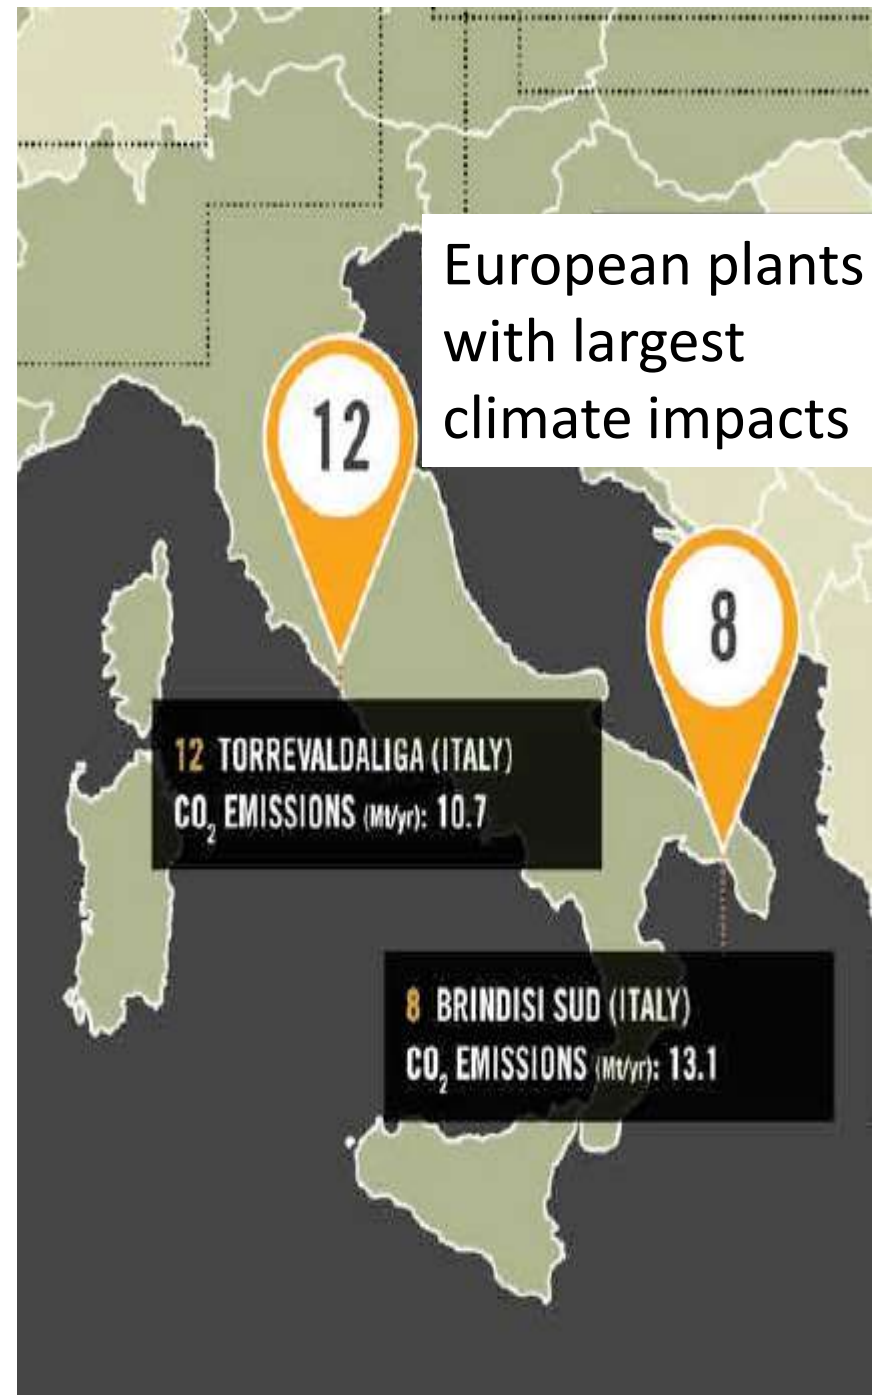 European plants
with largest
climate impacts
12
8
12 TORREVALDALIGA (ITALY)
CO₂ EMISSIONS (Mt/yr): 10.7
8 BRINDISI SUD (ITALY)
CO₂ EMISSIONS (Mt/yr): 13.1